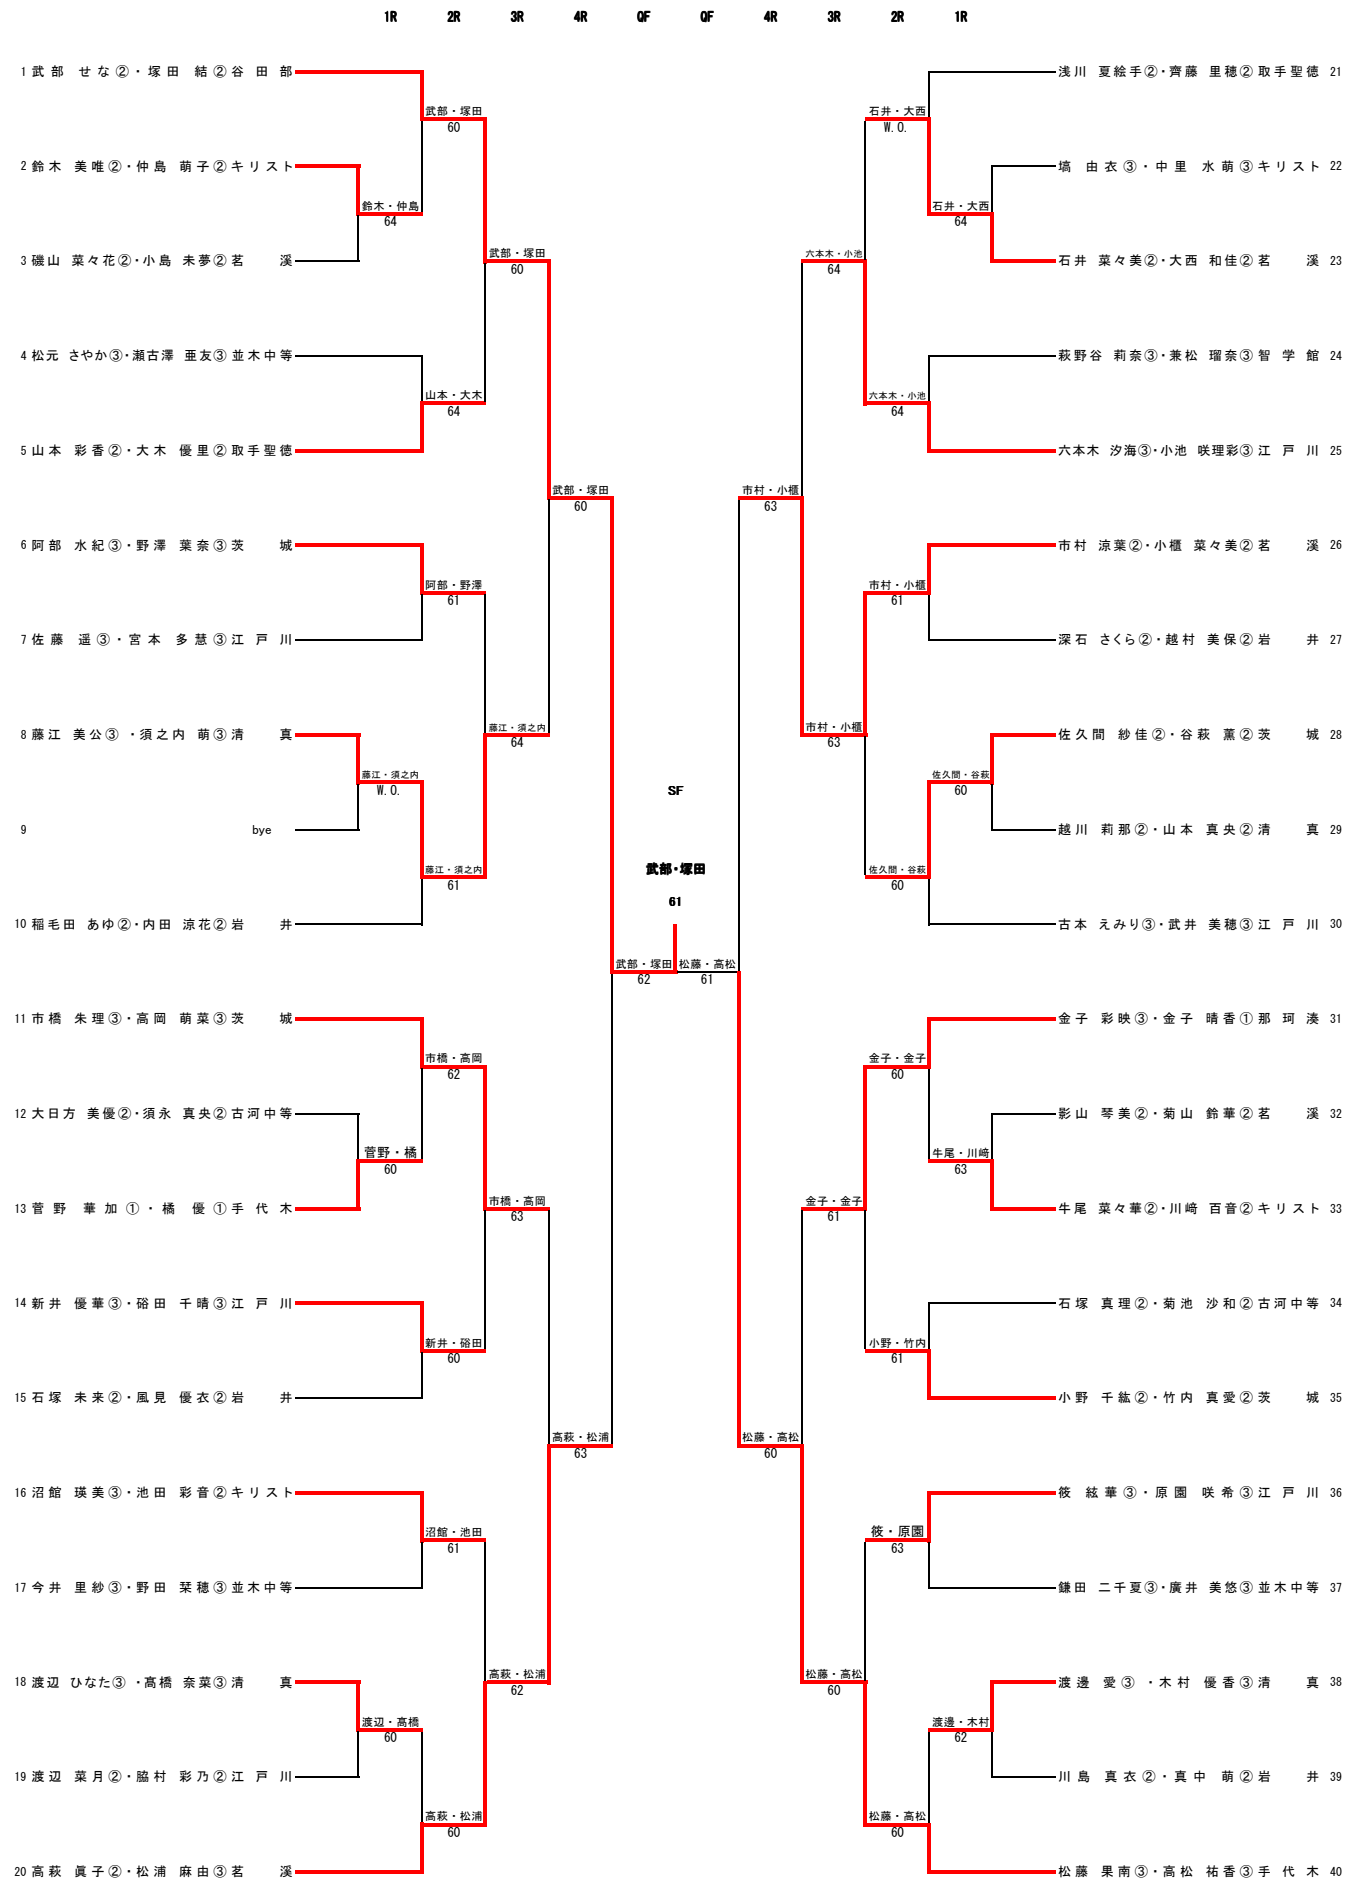 1R 2R 3R 4R QF QF 4R 3R 2R 1R
1 武部 せな②・塚田 結②谷田部
2 鈴木 美唯②・仲島 萌子②キリスト
3 磯山 菜々花②・小島 未夢②茗 溪
4 松元 さやか③・瀬古澤 亜友③並木中等
5 山本 彩香②・大木 優里②取手聖徳
6 阿部 水紀③・野澤 葉奈③茨 城
7 佐藤 遥③・宮本 多慧③江戸川
8 藤江 美公③ ・須之内 萌③清 真
9 bye
10 稲毛田 あゆ②・内田 涼花②岩 井
11 市橋 朱理③・高岡 萌菜③茨 城
12 大日方 美優②・須永 真央②古河中等
13 菅野 華加①・橘 優①手代木
14 新井 優華③・硲田 千晴③江戸川
15 石塚 未来②・風見 優衣②岩 井
16 沼館 瑛美③・池田 彩音②キリスト
17 今井 里紗③・野田 栞穂③並木中等
18 渡辺 ひなた③ ・髙橋 奈菜③清 真
19 渡辺 菜月②・脇村 彩乃②江戸川
20 高萩 眞子②・松浦 麻由③茗 溪
鈴木・仲島
64
藤江・須之内
W.O.
菅野・橘
60
渡辺・髙橋
60
武部・塚田
60
山本・大木
64
阿部・野澤
61
藤江・須之内
61
市橋・高岡
62
新井・硲田
60
沼館・池田
61
高萩・松浦
60
武部・塚田
60
藤江・須之内
64
市橋・高岡
63
高萩・松浦
62
武部・塚田
60
高萩・松浦
63
武部・塚田
62
SF
武部・塚田
61
松藤・高松
61
市村・小櫃
63
松藤・高松
60
六本木・小池
64
市村・小櫃
63
金子・金子
61
松藤・高松
60
石井・大西
W.O.
六本木・小池
64
市村・小櫃
61
佐久間・谷萩
60
金子・金子
60
小野・竹内
61
筱・原園
63
松藤・高松
60
石井・大西
64
佐久間・谷萩
60
牛尾・川﨑
63
渡邊・木村
62
浅川 夏絵手②・齊藤 里穂②取手聖徳 21
塙 由衣③・中里 水萌③キリスト 22
石井 菜々美②・大西 和佳②茗 溪 23
萩野谷 莉奈③・兼松 瑠奈③智学館 24
六本木 汐海③・小池 咲理彩③江戸川 25
市村 涼葉②・小櫃 菜々美②茗 溪 26
深石 さくら②・越村 美保②岩 井 27
佐久間 紗佳②・谷萩 薫②茨 城 28
越川 莉那②・山本 真央②清 真 29
古本 えみり③・武井 美穂③江戸川 30
金子 彩映③・金子 晴香①那珂湊 31
影山 琴美②・菊山 鈴華②茗 溪 32
牛尾 菜々華②・川﨑 百音②キリスト 33
石塚 真理②・菊池 沙和②古河中等 34
小野 千紘②・竹内 真愛②茨 城 35
筱 絃華③・原園 咲希③江戸川 36
鎌田 二千夏③・廣井 美悠③並木中等 37
渡邊 愛③ ・木村 優香③清 真 38
川島 真衣②・真中 萌②岩 井 39
松藤 果南③・高松 祐香③手代木 40